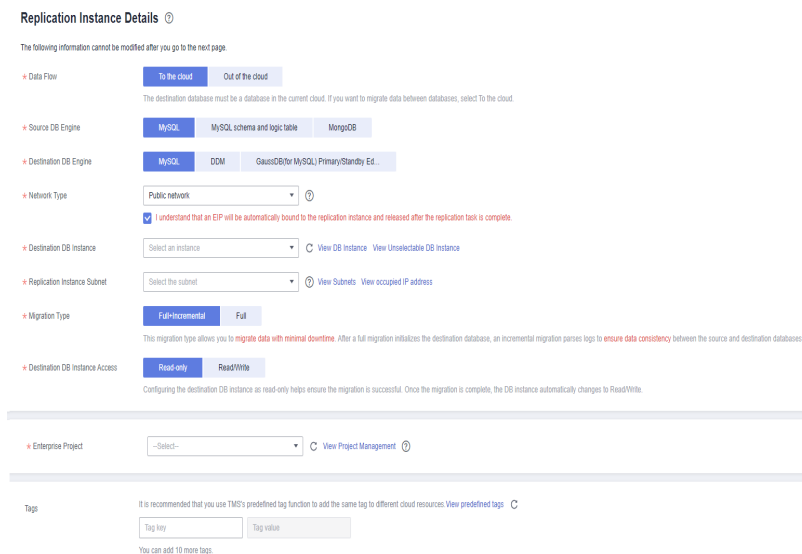 Replication Instance Details ?
The following information cannot be modified after you go to the next page.
* Data Flow To the cloud Out of the cloud
The destination database must be a database in the current cloud. If you want to migrate data between databases, select To the cloud.
* Source DB Engine MySQL MySQL schema and logic table MongoDB
* Destination DB Engine MySQL DDM GaussDB(for MySQL) Primary/Standby Ed...
* Network Type Public network ?
I understand that an EIP will be automatically bound to the replication instance and released after the replication task is complete.
* Destination DB Instance Select an instance View DB Instance View Unselectable DB Instance
* Replication Instance Subnet Select the subnet ? View Subnets View occupied IP address
* Migration Type Full+Incremental Full
This migration type allows you to migrate data with minimal downtime. After a full migration initializes the destination database, an incremental migration parses logs to ensure data consistency between the source and destination databases
* Destination DB Instance Access Read-only Read/Write
Configuring the destination DB instance as read-only helps ensure the migration is successful. Once the migration is complete, the DB instance automatically changes to Read/Write.
* Enterprise Project --Select-- View Project Management ?
Tags It is recommended that you use TMS's predefined tag function to add the same tag to different cloud resources. View predefined tags
Tag key Tag value
You can add 10 more tags.